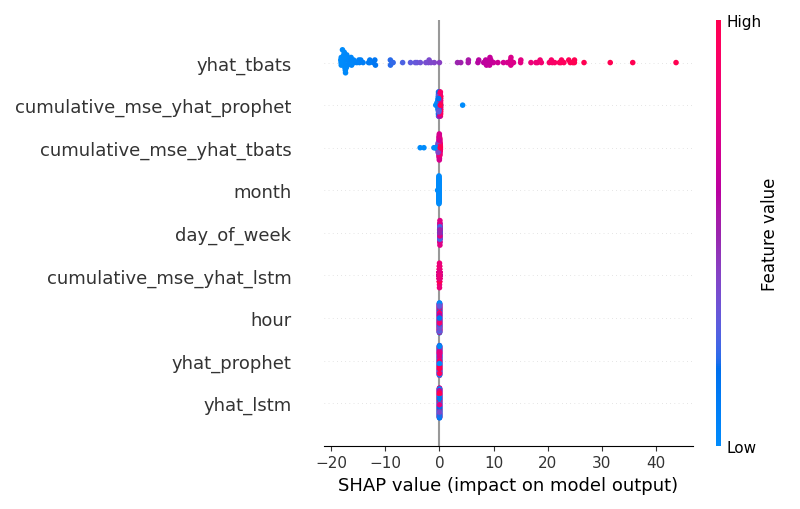 High
yhat_tbats
cumulative_mse_yhat_prophet
cumulative_mse_yhat_tbats
month
day_of_week
cumulative_mse_yhat_lstm
hour
yhat_prophet
yhat_lstm
Feature value
Low
−20 −10 0 10 20 30 40
SHAP value (impact on model output)